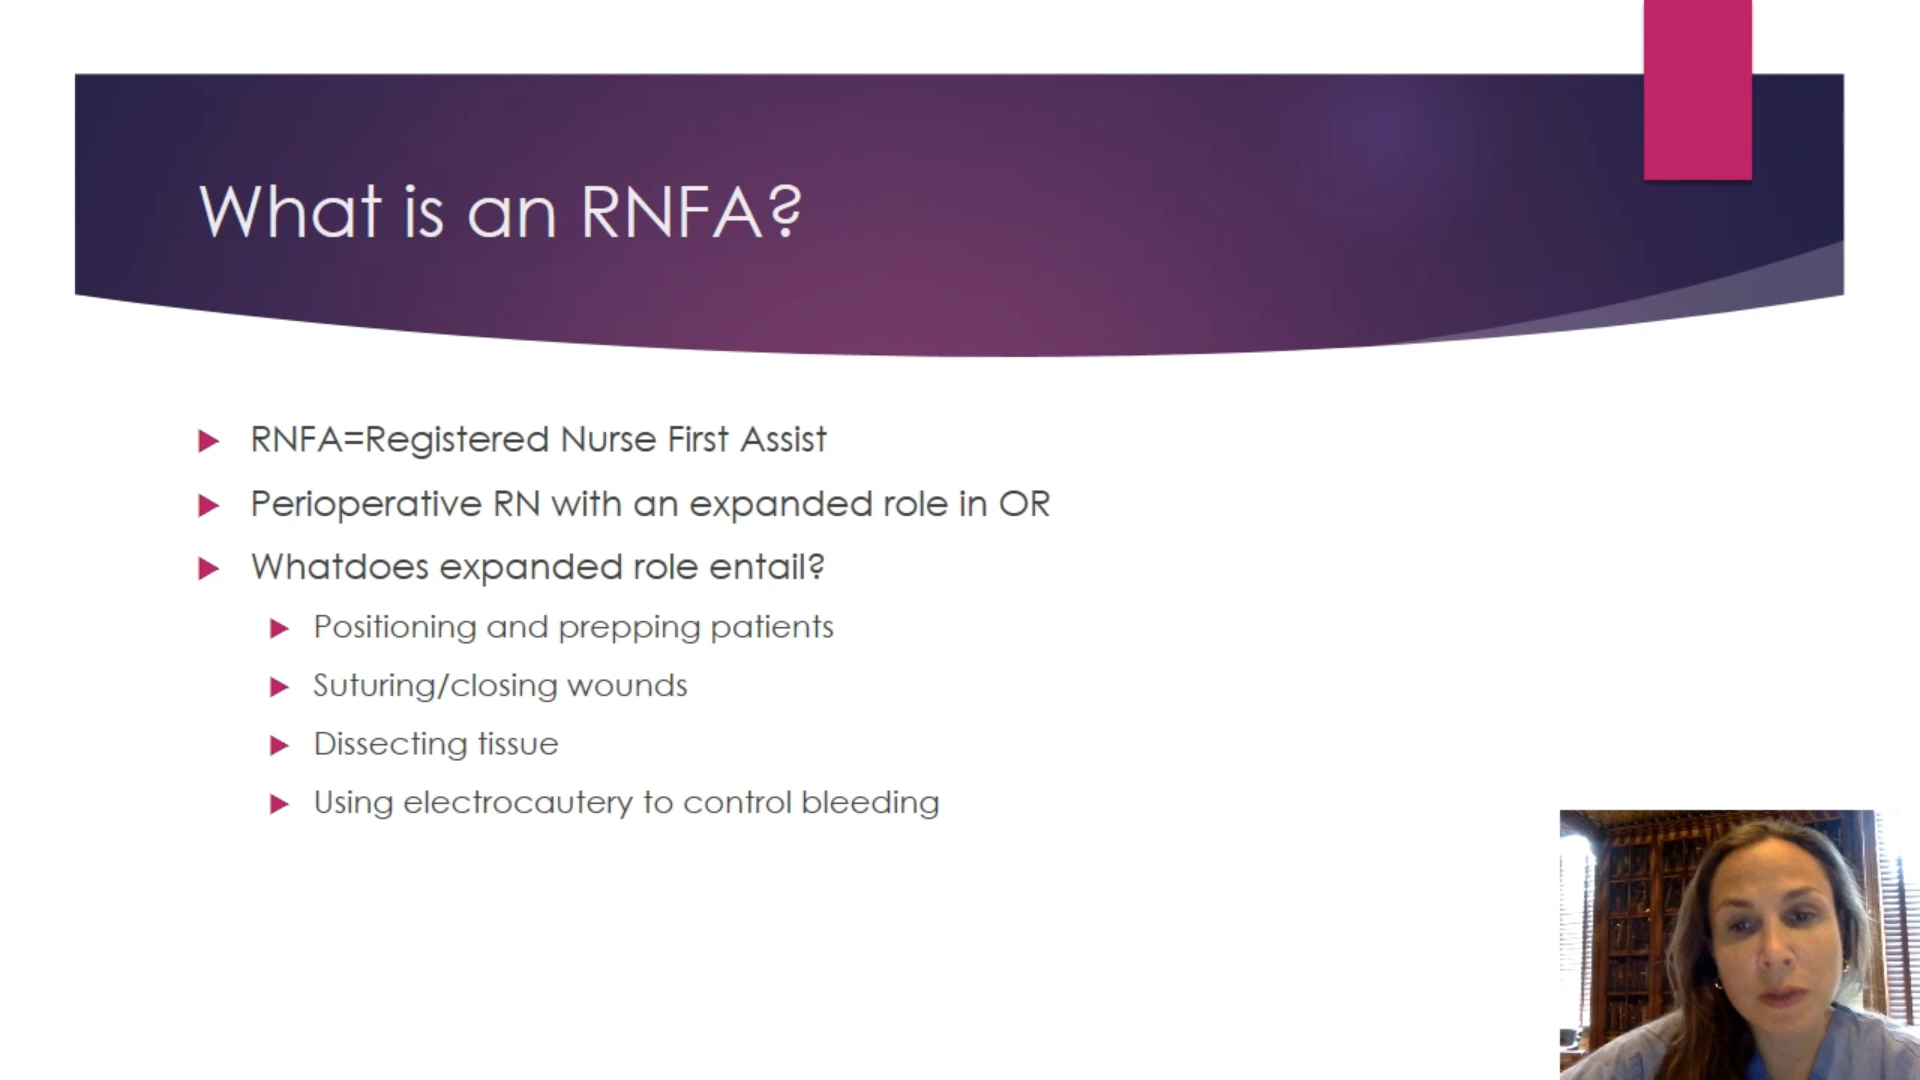 What is an RNFA?
RNFA=Registered Nurse First Assist
Perioperative RN with an expanded role in OR
Whatdoes expanded role entail?
Positioning and prepping patients
Suturing/closing wounds
Dissecting tissue
Using electrocautery to control bleeding